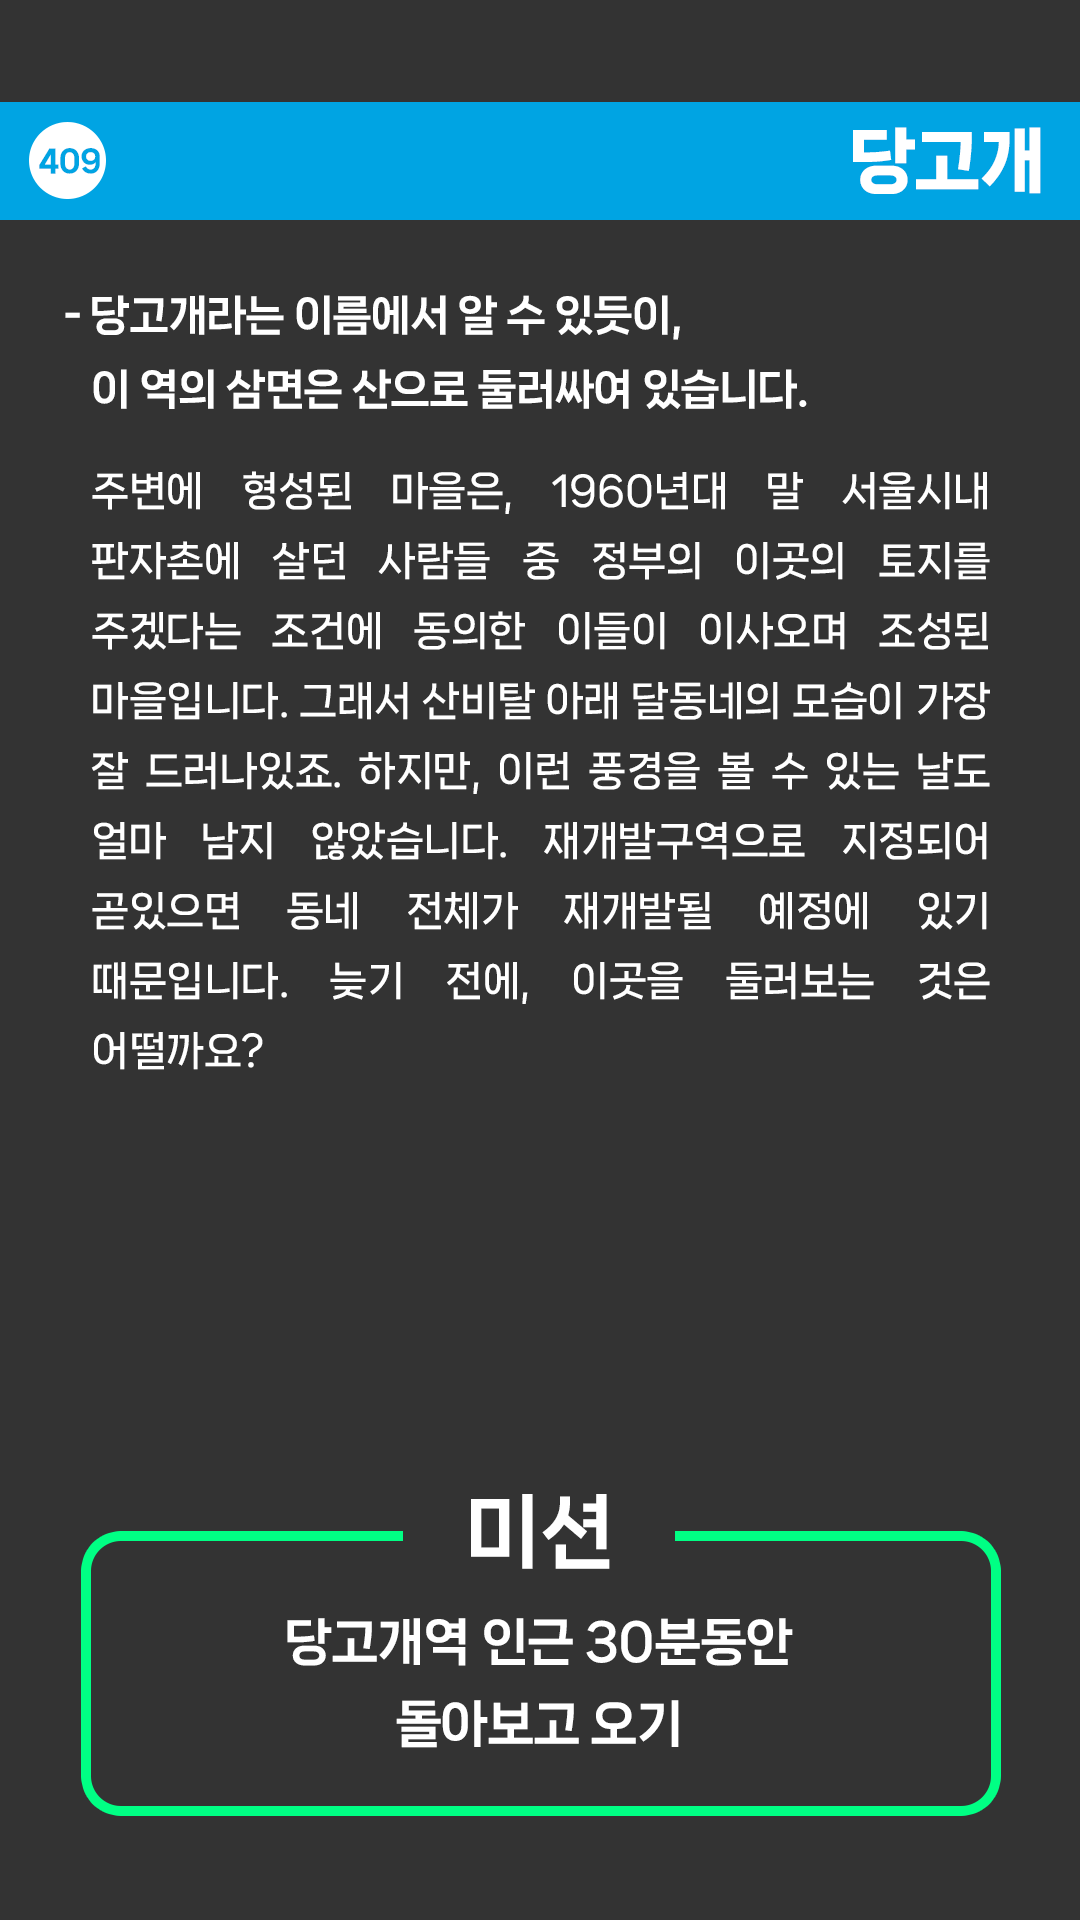 409
당고개
- 당고개라는 이름에서 알 수 있듯이,
이 역의 삼면은 산으로 둘러싸여 있습니다.
주변에 형성된 마을은, 1960년대 말 서울시내
판자촌에 살던 사람들 중 정부의 이곳의 토지를
주겠다는 조건에 동의한 이들이 이사오며 조성된
마을입니다. 그래서 산비탈 아래 달동네의 모습이 가장
잘 드러나있죠. 하지만, 이런 풍경을 볼 수 있는 날도
얼마 남지 않았습니다. 재개발구역으로 지정되어
곧있으면 동네 전체가 재개발될 예정에 있기
때문입니다. 늦기 전에, 이곳을 둘러보는 것은
어떨까요?
미션
당고개역 인근 30분동안
돌아보고 오기